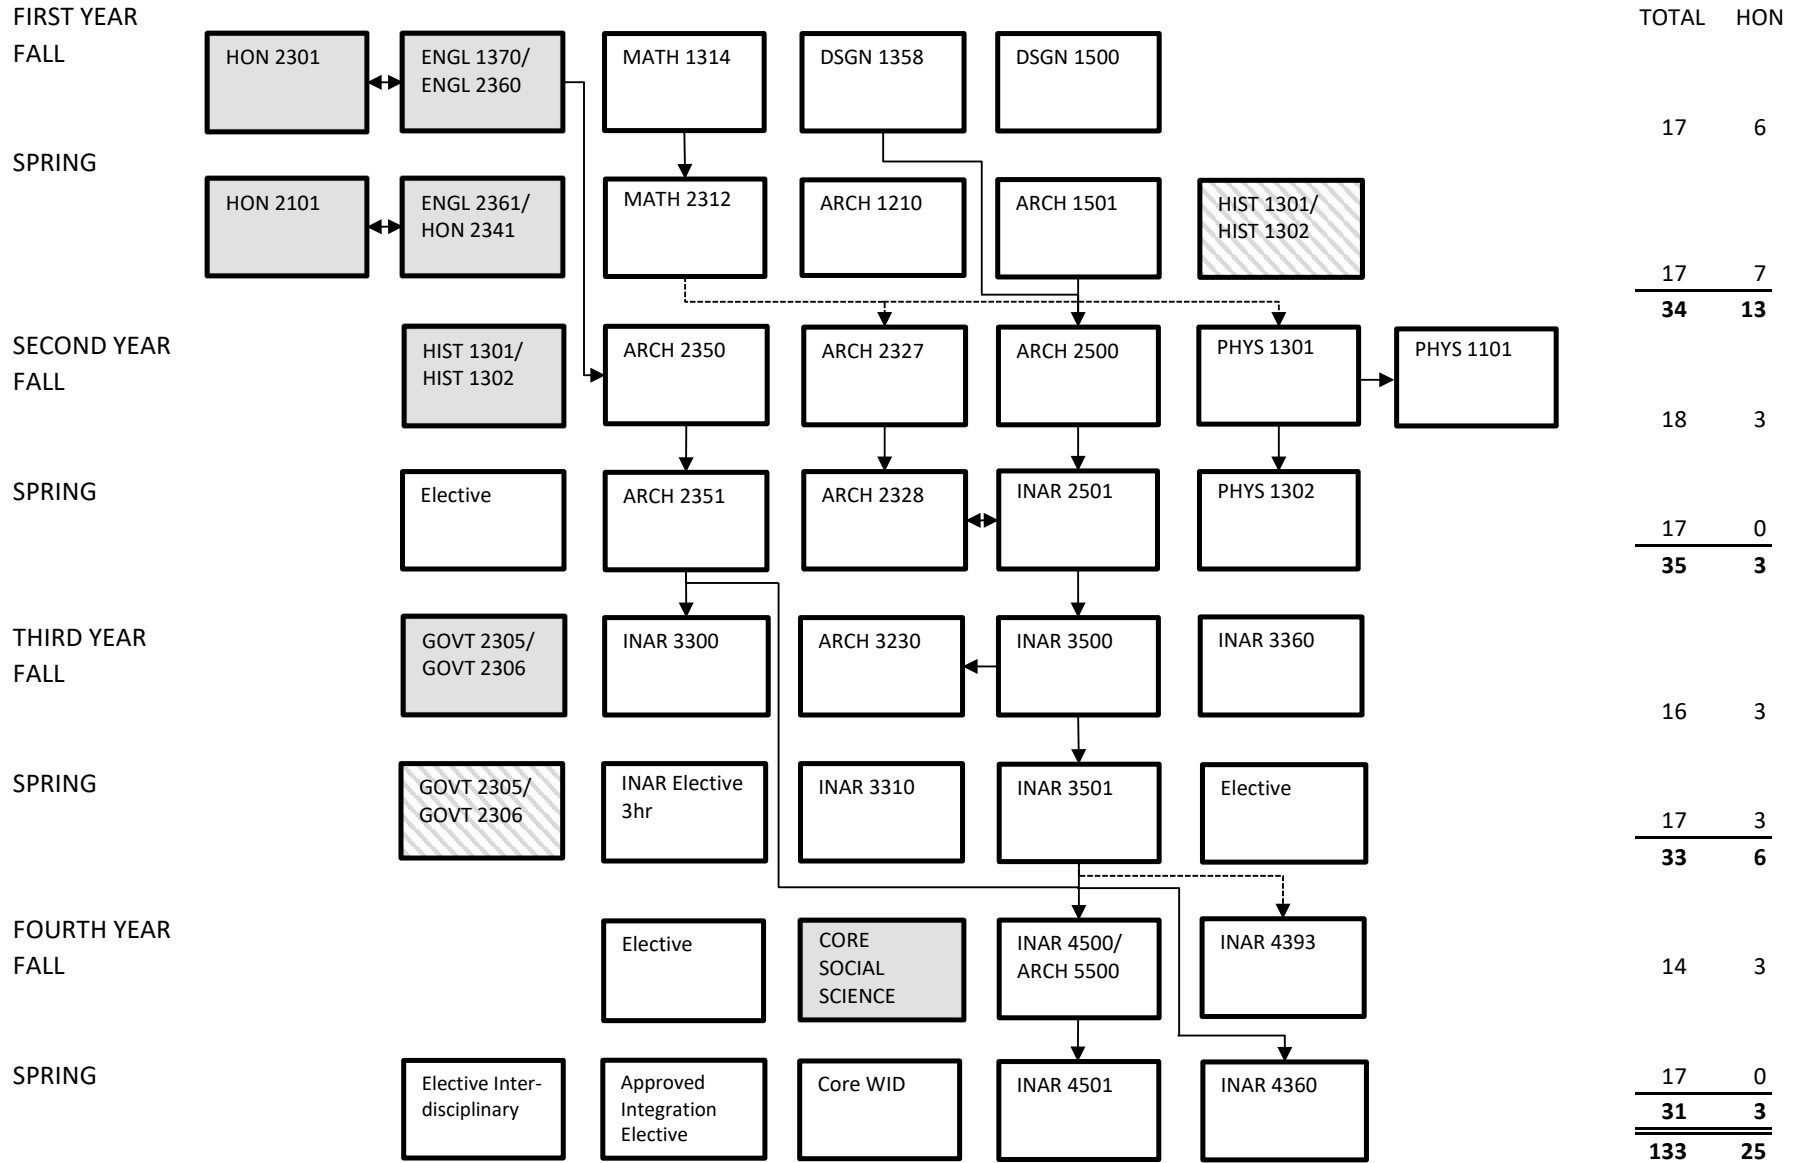 FIRST YEAR
TOTAL HON
FALL
HON 2301
ENGL 1370/
ENGL 2360
MATH 1314
DSGN 1358
DSGN 1500
17 6
SPRING
HON 2101
ENGL 2361/
HON 2341
MATH 2312
ARCH 1210
ARCH 1501
HIST 1301/
HIST 1302
17 7
34 13
SECOND YEAR
FALL
HIST 1301/
HIST 1302
ARCH 2350
ARCH 2327
ARCH 2500
PHYS 1301
PHYS 1101
18 3
SPRING
Elective
ARCH 2351
ARCH 2328
INAR 2501
PHYS 1302
17 0
35 3
THIRD YEAR
FALL
GOVT 2305/
GOVT 2306
INAR 3300
ARCH 3230
INAR 3500
INAR 3360
16 3
SPRING
GOVT 2305/
GOVT 2306
INAR Elective
3hr
INAR 3310
INAR 3501
Elective
17 3
33 6
FOURTH YEAR
FALL
Elective
CORE
SOCIAL
SCIENCE
INAR 4500/
ARCH 5500
INAR 4393
14 3
SPRING
Elective Inter-
disciplinary
Approved
Integration
Elective
Core WID
INAR 4501
INAR 4360
17 0
31 3
133 25